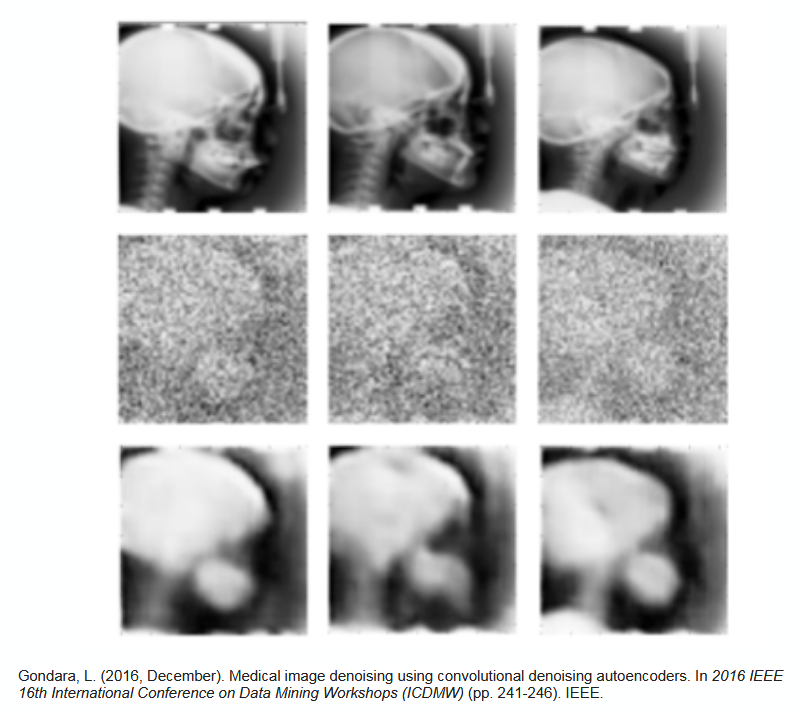 Gondara, L. (2016, December). Medical image denoising using convolutional denoising autoencoders. In 2016 IEEE
16th International Conference on Data Mining Workshops (ICDMW) (pp. 241-246). IEEE.